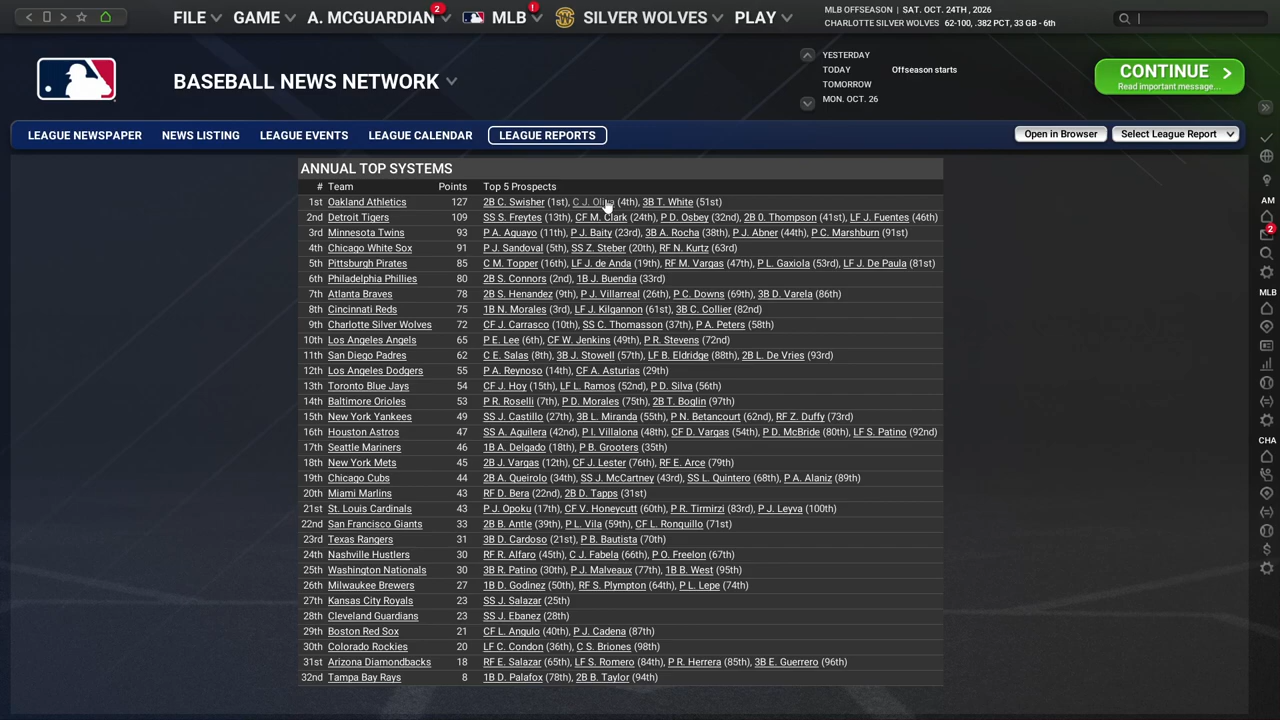 FILE GAME A. MCGUARDIAN 2 MLB ! SILVER WOLVES PLAY
MLB OFFSEASON | SAT. OCT. 24TH , 2026
CHARLOTTE SILVER WOLVES 62-100, .382 PCT, 33 GB - 6th
BASEBALL NEWS NETWORK
YESTERDAY
TODAY Offseason starts
TOMORROW
MON. OCT. 26
CONTINUE
Read important message...
LEAGUE NEWSPAPER NEWS LISTING LEAGUE EVENTS LEAGUE CALENDAR LEAGUE REPORTS Open in Browser Select League Report
ANNUAL TOP SYSTEMS
# Team Points Top 5 Prospects
1st Oakland Athletics 127 2B C. Swisher (1st), C J. Oliva (4th), 3B T. White (51st)
2nd Detroit Tigers 109 SS S. Freytes (13th), CF M. Clark (24th), P D. Osbey (32nd), 2B 0. Thompson (41st), LF J. Fuentes (46th)
3rd Minnesota Twins 93 P A. Aguayo (11th), P J. Baity (23rd), 3B A. Rocha (38th), P J. Abner (44th), P C. Marshburn (91st)
4th Chicago White Sox 91 P J. Sandoval (5th), SS Z. Steber (20th), RF N. Kurtz (63rd)
5th Pittsburgh Pirates 85 C M. Topper (16th), LF J. de Anda (19th), RF M. Vargas (47th), P L. Gaxiola (53rd), LF J. De Paula (81st)
6th Philadelphia Phillies 80 2B S. Connors (2nd), 1B J. Buendia (33rd)
7th Atlanta Braves 78 2B S. Henandez (9th), P J. Villarreal (26th), P C. Downs (69th), 3B D. Varela (86th)
8th Cincinnati Reds 75 1B N. Morales (3rd), LF J. Kilgannon (61st), 3B C. Collier (82nd)
9th Charlotte Silver Wolves 72 CF J. Carrasco (10th), SS C. Thomasson (37th), P A. Peters (58th)
10th Los Angeles Angels 65 P E. Lee (6th), CF W. Jenkins (49th), P R. Stevens (72nd)
11th San Diego Padres 62 C E. Salas (8th), 3B J. Stowell (57th), LF B. Eldridge (88th), 2B L. De Vries (93rd)
12th Los Angeles Dodgers 55 P A. Reynoso (14th), CF A. Asturias (29th)
13th Toronto Blue Jays 54 CF J. Hoy (15th), LF L. Ramos (52nd), P D. Silva (56th)
14th Baltimore Orioles 53 P R. Roselli (7th), P D. Morales (75th), 2B T. Boglin (97th)
15th New York Yankees 49 SS J. Castillo (27th), 3B L. Miranda (55th), P N. Betancourt (62nd), RF Z. Duffy (73rd)
16th Houston Astros 47 SS A. Aguilera (42nd), P I. Villalona (48th), CF D. Vargas (54th), P D. McBride (80th), LF S. Patino (92nd)
17th Seattle Mariners 46 1B A. Delgado (18th), P B. Grooters (35th)
18th New York Mets 45 2B J. Vargas (12th), CF J. Lester (76th), RF E. Arce (79th)
19th Chicago Cubs 44 2B A. Queirolo (34th), SS J. McCartney (43rd), SS L. Quintero (68th), P A. Alaniz (89th)
20th Miami Marlins 43 RF D. Bera (22nd), 2B D. Tapps (31st)
21st St. Louis Cardinals 43 P J. Opoku (17th), CF V. Honeycutt (60th), P R. Tirmirzi (83rd), P J. Leyva (100th)
22nd San Francisco Giants 33 2B B. Antle (39th), P L. Vila (59th), CF L. Ronquillo (71st)
23rd Texas Rangers 31 3B D. Cardoso (21st), P B. Bautista (70th)
24th Nashville Hustlers 30 RF R. Alfaro (45th), C J. Fabela (66th), P O. Freelon (67th)
25th Washington Nationals 30 3B R. Patino (30th), P J. Malveaux (77th), 1B B. West (95th)
26th Milwaukee Brewers 27 1B D. Godinez (50th), RF S. Plympton (64th), P L. Lepe (74th)
27th Kansas City Royals 23 SS J. Salazar (25th)
28th Cleveland Guardians 23 SS J. Ebanez (28th)
29th Boston Red Sox 21 CF L. Angulo (40th), P J. Cadena (87th)
30th Colorado Rockies 20 LF C. Condon (36th), C S. Briones (98th)
31st Arizona Diamondbacks 18 RF E. Salazar (65th), LF S. Romero (84th), P R. Herrera (85th), 3B E. Guerrero (96th)
32nd Tampa Bay Rays 8 1B D. Palafox (78th), 2B B. Taylor (94th)
AM
2
MLB
CHA